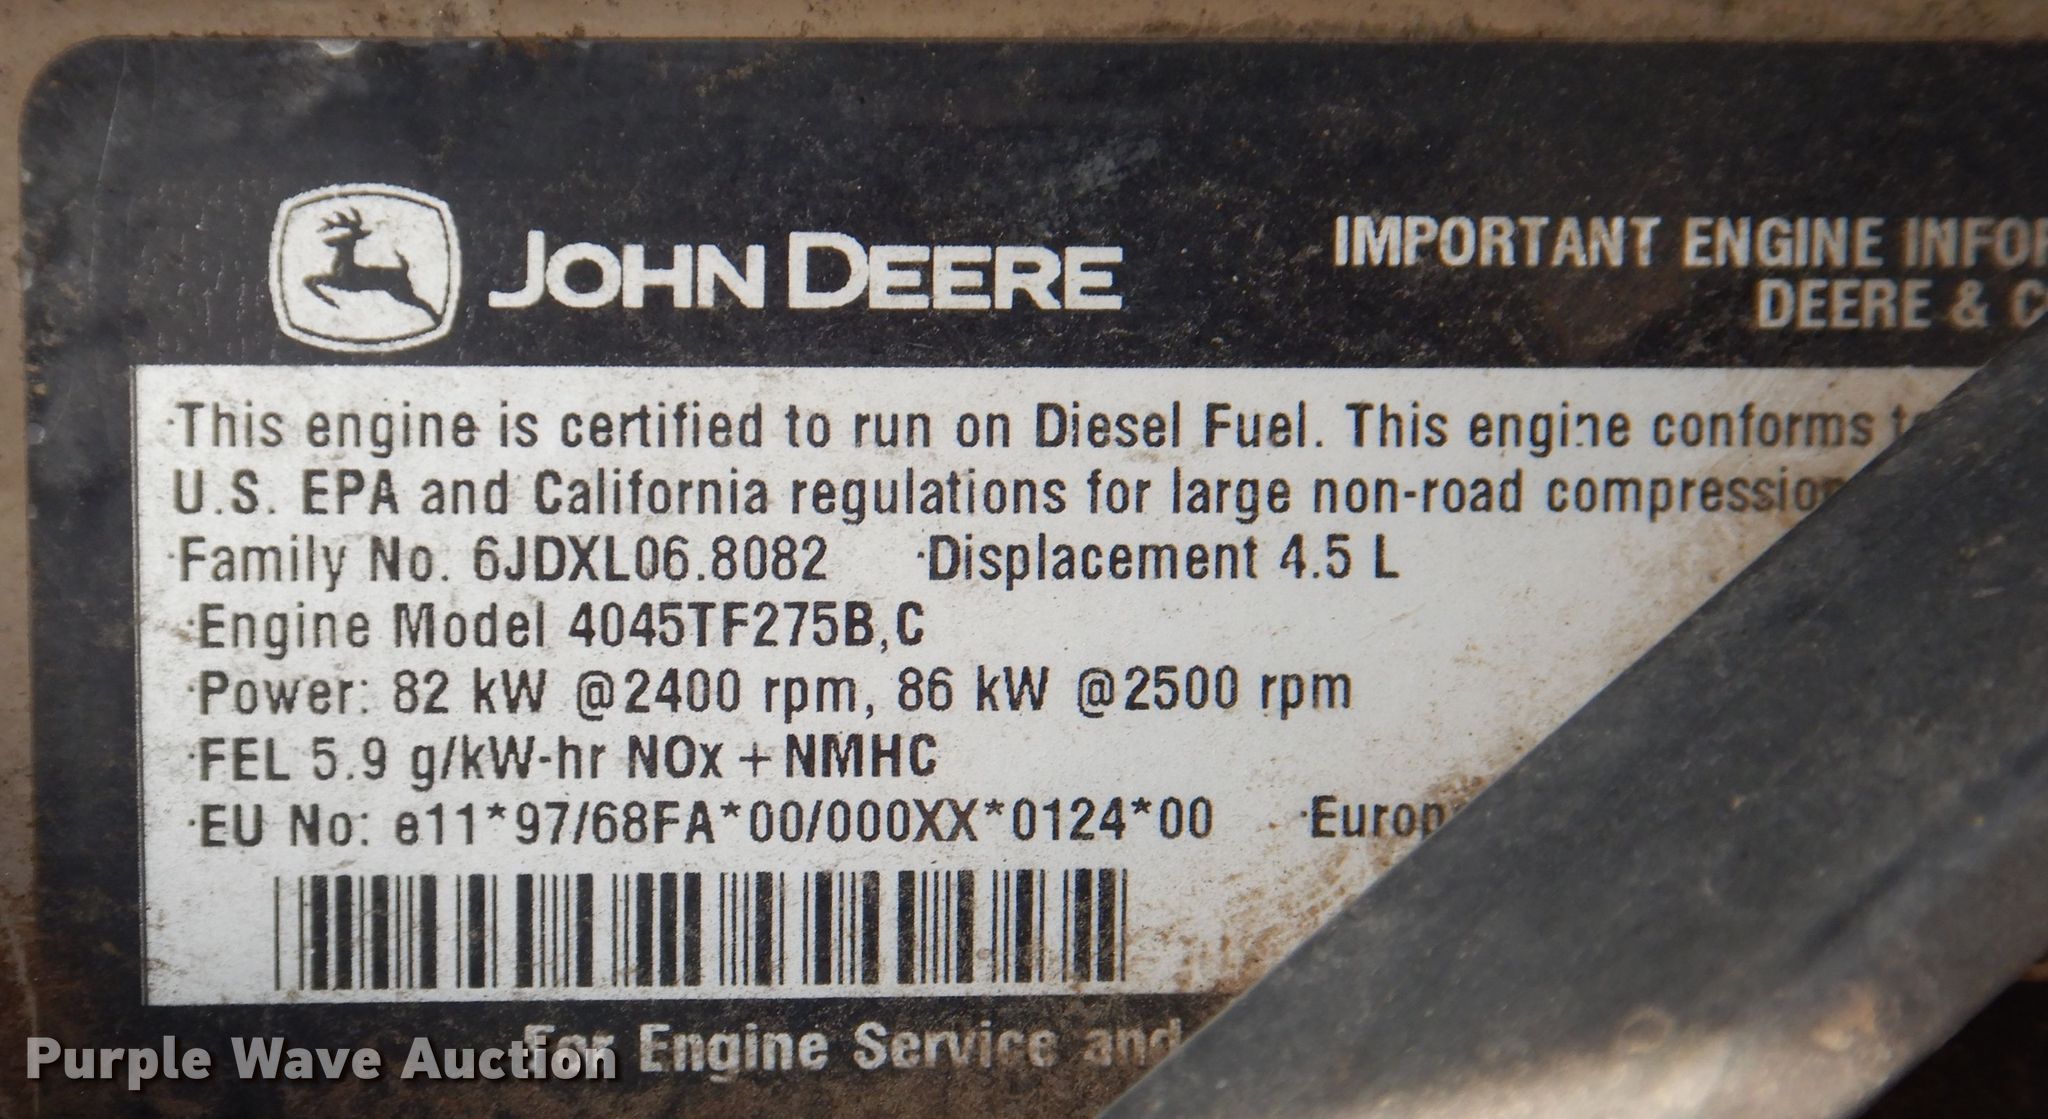 JOHN DEERE
IMPORTANT ENGINE
DEERE &
·This engine is certified to run on Diesel Fuel. This engine conforms
U.S. EPA and California regulations for large non-road compression
·Family No. 6JDXL06.8082 ·Displacement 4.5 L
·Engine Model 4045TF275B,C
·Power: 82 kW @2400 rpm, 86 kW @2500 rpm
·FEL 5.9 g/kW-hr NOx + NMHC
·EU No: e11*97/68FA*00/000XX*0124*00
For Engine Service and
Purple Wave Auction